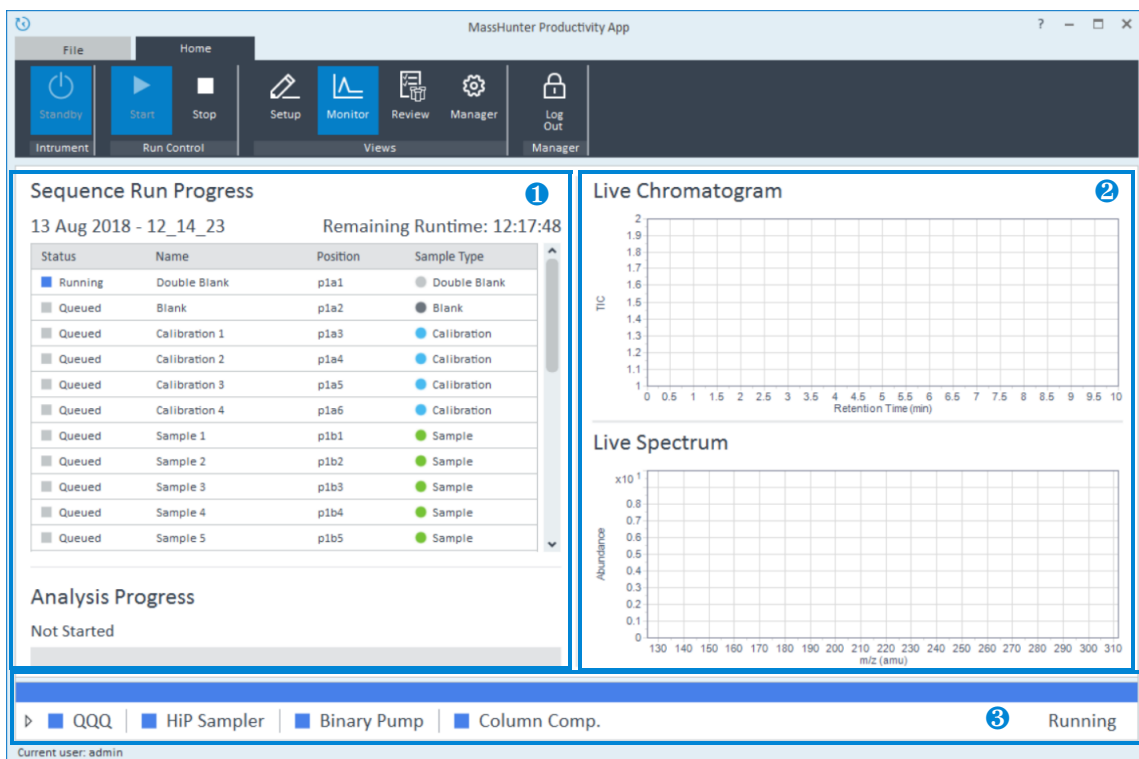 MassHunter Productivity App
?
File Home
Standby Start Stop Setup Monitor Review Manager Log Out
Intrument Run Control Views Manager
Sequence Run Progress 1
13 Aug 2018 - 12_14_23 Remaining Runtime: 12:17:48
Status Name Position Sample Type
Running Double Blank p1a1 Double Blank
Queued Blank p1a2 Blank
Queued Calibration 1 p1a3 Calibration
Queued Calibration 2 p1a4 Calibration
Queued Calibration 3 p1a5 Calibration
Queued Calibration 4 p1a6 Calibration
Queued Sample 1 p1b1 Sample
Queued Sample 2 p1b2 Sample
Queued Sample 3 p1b3 Sample
Queued Sample 4 p1b4 Sample
Queued Sample 5 p1b5 Sample
Analysis Progress
Not Started
Live Chromatogram 2
2
1.9
1.8
1.7
1.6
1.5
1.4
1.3
1.2
1.1
1
TIC
0 0.5 1 1.5 2 2.5 3 3.5 4 4.5 5 5.5 6 6.5 7 7.5 8 8.5 9 9.5 10
Retention Time (min)
Live Spectrum
x10 1
0.8
0.7
0.6
0.5
0.4
0.3
0.2
0.1
0
Abundance
130 140 150 160 170 180 190 200 210 220 230 240 250 260 270 280 290 300 310
m/z (amu)
QQQ HiP Sampler Binary Pump Column Comp. 3 Running
Current user: admin